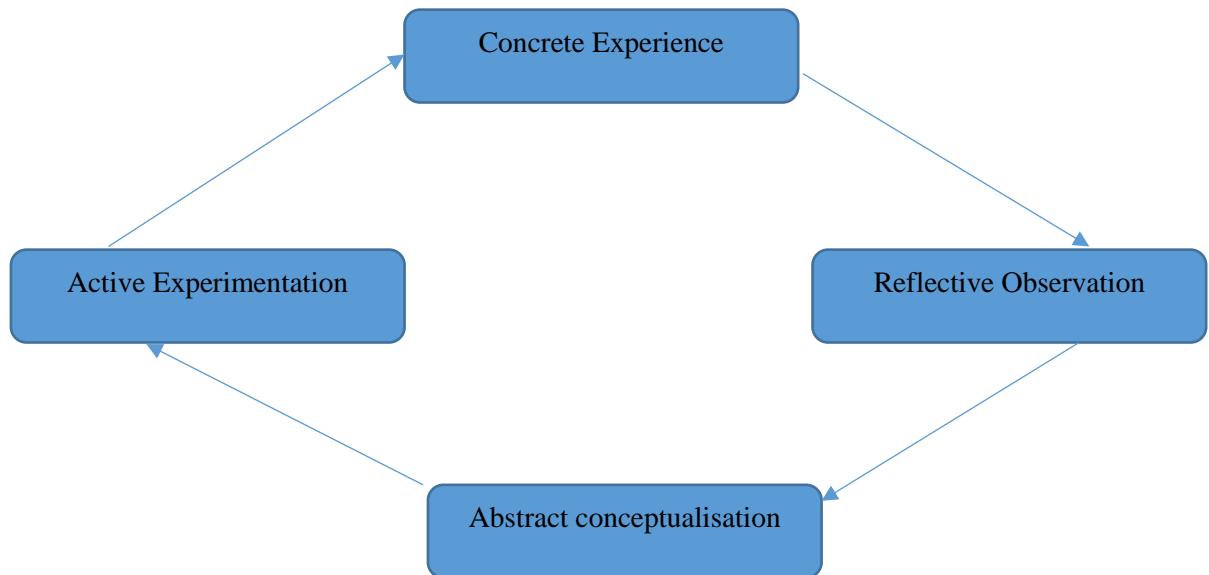 Concrete Experience
Active Experimentation
Reflective Observation
Abstract conceptualisation